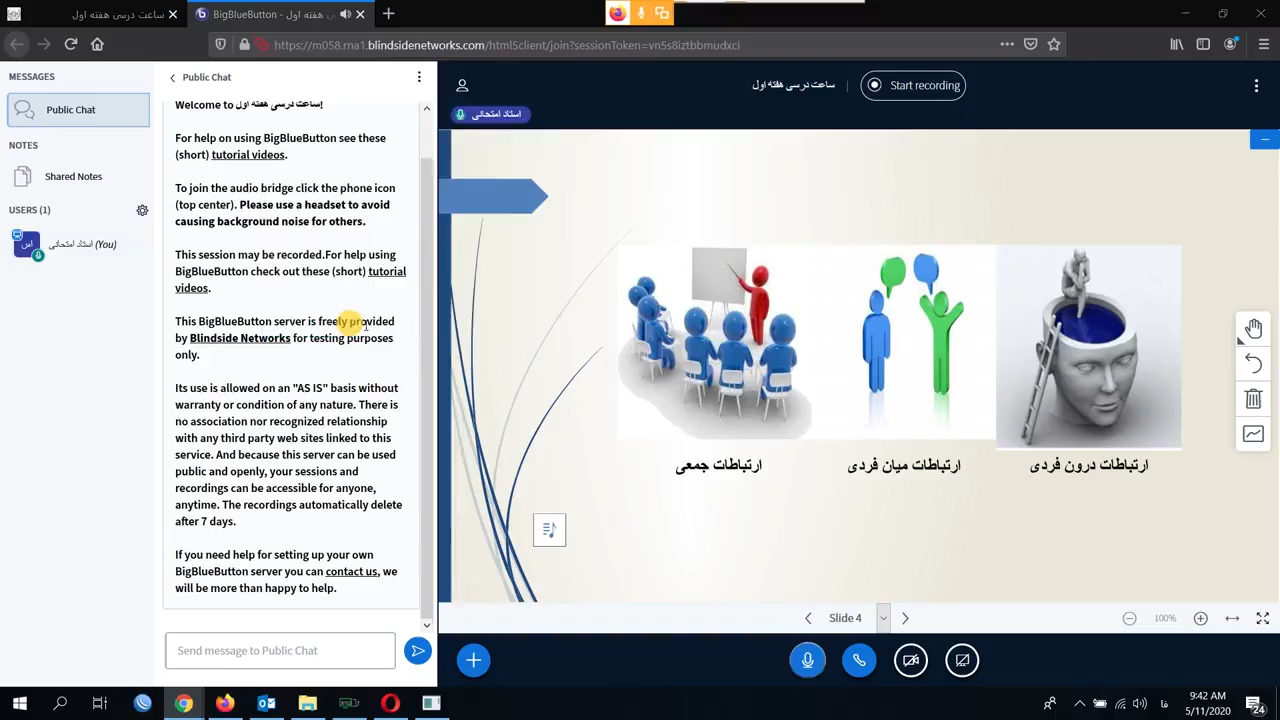 ساعت درسی هفته اول
BigBlueButton - ساعت درسی هفته اول
https://m058.rna1.blindsidenetworks.com/html5client/join?sessionToken=vn5s8iztbbmudxci
MESSAGES
Public Chat
NOTES
Shared Notes
USERS (1)
اس
استاد امتحانی (You)
Public Chat
Welcome to ساعت درسی هفته اول!
For help on using BigBlueButton see these
(short) tutorial videos.
To join the audio bridge click the phone icon
(top center). Please use a headset to avoid
causing background noise for others.
This session may be recorded.For help using
BigBlueButton check out these (short) tutorial
videos.
This BigBlueButton server is freely provided
by Blindside Networks for testing purposes
only.
Its use is allowed on an "AS IS" basis without
warranty or condition of any nature. There is
no association nor recognized relationship
with any third party web sites linked to this
service. And because this server can be used
public and openly, your sessions and
recordings can be accessible for anyone,
anytime. The recordings automatically delete
after 7 days.
If you need help for setting up your own
BigBlueButton server you can contact us, we
will be more than happy to help.
Send message to Public Chat
ساعت درسی هفته اول
Start recording
استاد امتحانی
ارتباطات درون فردی
ارتباطات میان فردی
ارتباطات جمعی
Slide 4
100%
فا
9:42 AM
5/11/2020
24